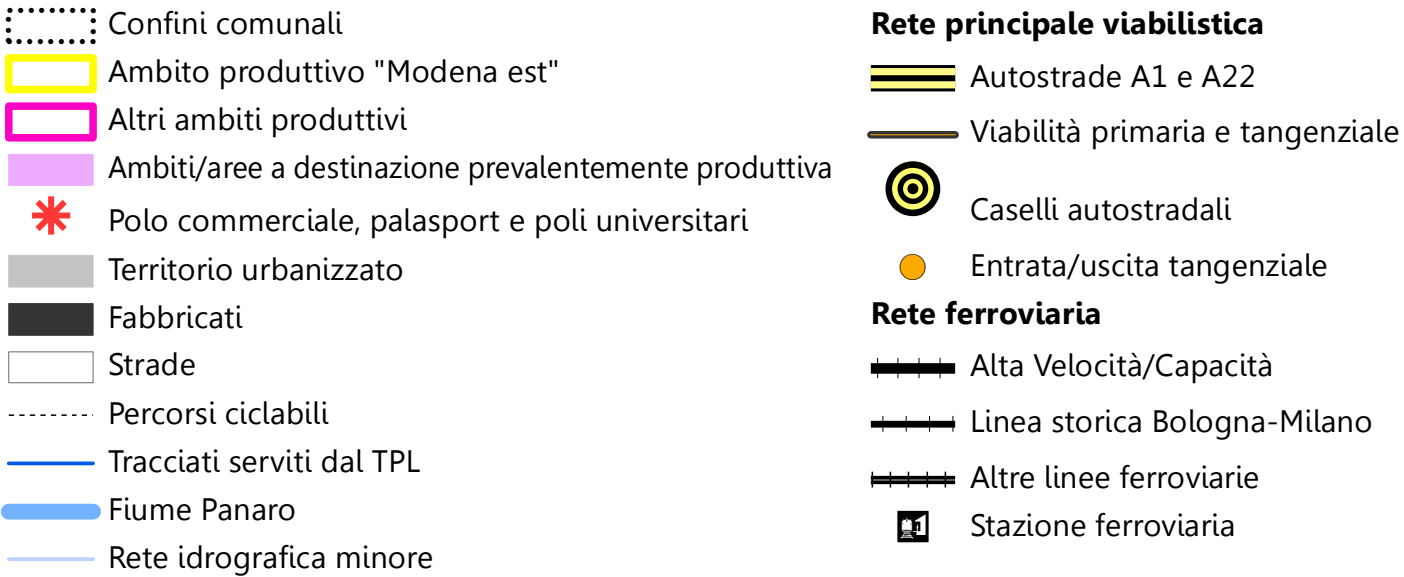 Confini comunali
Ambito produttivo "Modena est"
Altri ambiti produttivi
Ambiti/aree a destinazione prevalentemente produttiva
Polo commerciale, palasport e poli universitari
Territorio urbanizzato
Fabbricati
Strade
Percorsi ciclabili
Tracciati serviti dal TPL
Fiume Panaro
Rete idrografica minore
Rete principale viabilistica
Autostrade A1 e A22
Viabilità primaria e tangenziale
Caselli autostradali
Entrata/uscita tangenziale
Rete ferroviaria
Alta Velocità/Capacità
Linea storica Bologna-Milano
Altre linee ferroviarie
Stazione ferroviaria